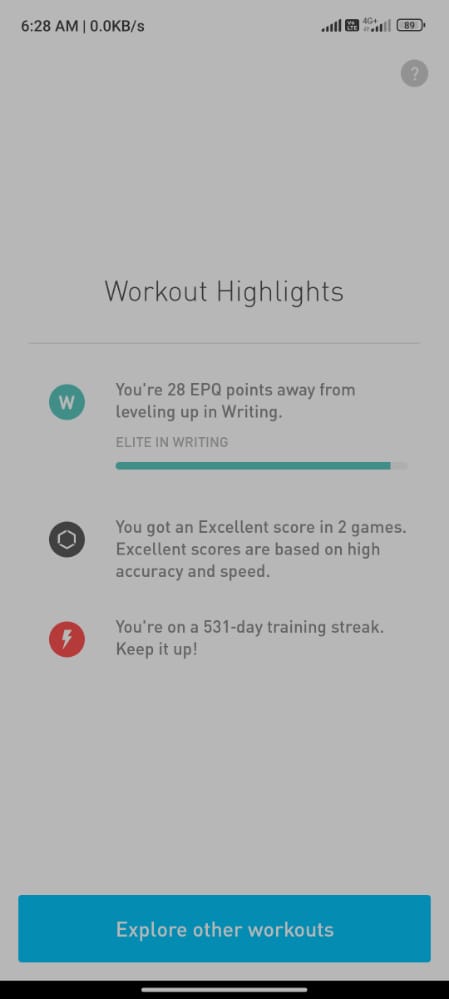 6:28 AM | 0.0KB/s
Vo LTE 4G+ 89
?
Workout Highlights
W
You're 28 EPQ points away from
leveling up in Writing.
ELITE IN WRITING
You got an Excellent score in 2 games.
Excellent scores are based on high
accuracy and speed.
You're on a 531-day training streak.
Keep it up!
Explore other workouts